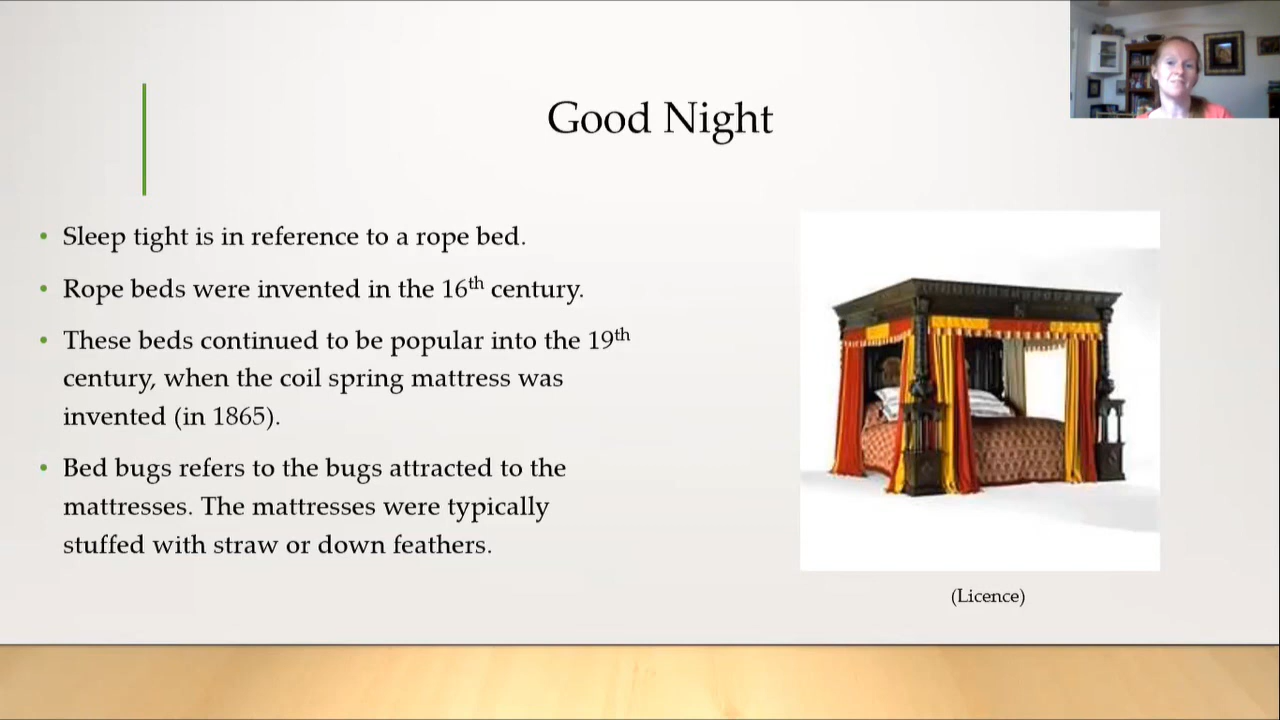 Good Night
• Sleep tight is in reference to a rope bed.
• Rope beds were invented in the 16th century.
• These beds continued to be popular into the 19th
century, when the coil spring mattress was
invented (in 1865).
• Bed bugs refers to the bugs attracted to the
mattresses. The mattresses were typically
stuffed with straw or down feathers.
(Licence)